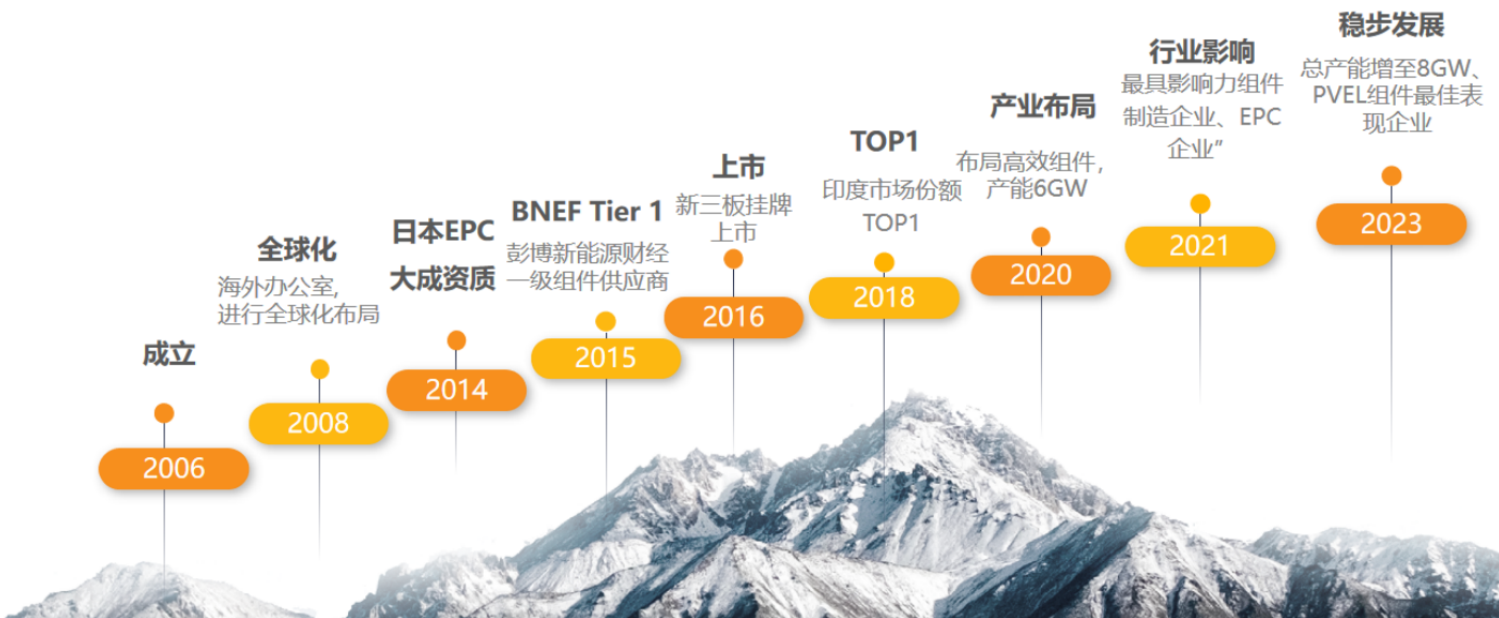 成立
2006
全球化
海外办公室,
进行全球化布局
2008
日本EPC
大成资质
2014
BNEF Tier 1
彭博新能源财经
一级组件供应商
2015
上市
新三板挂牌
上市
2016
TOP1
印度市场份额
TOP1
2018
产业布局
布局高效组件,
产能6GW
2020
行业影响
最具影响力组件
制造企业、EPC
企业”
2021
稳步发展
总产能增至8GW、
PVEL组件最佳表
现企业
2023